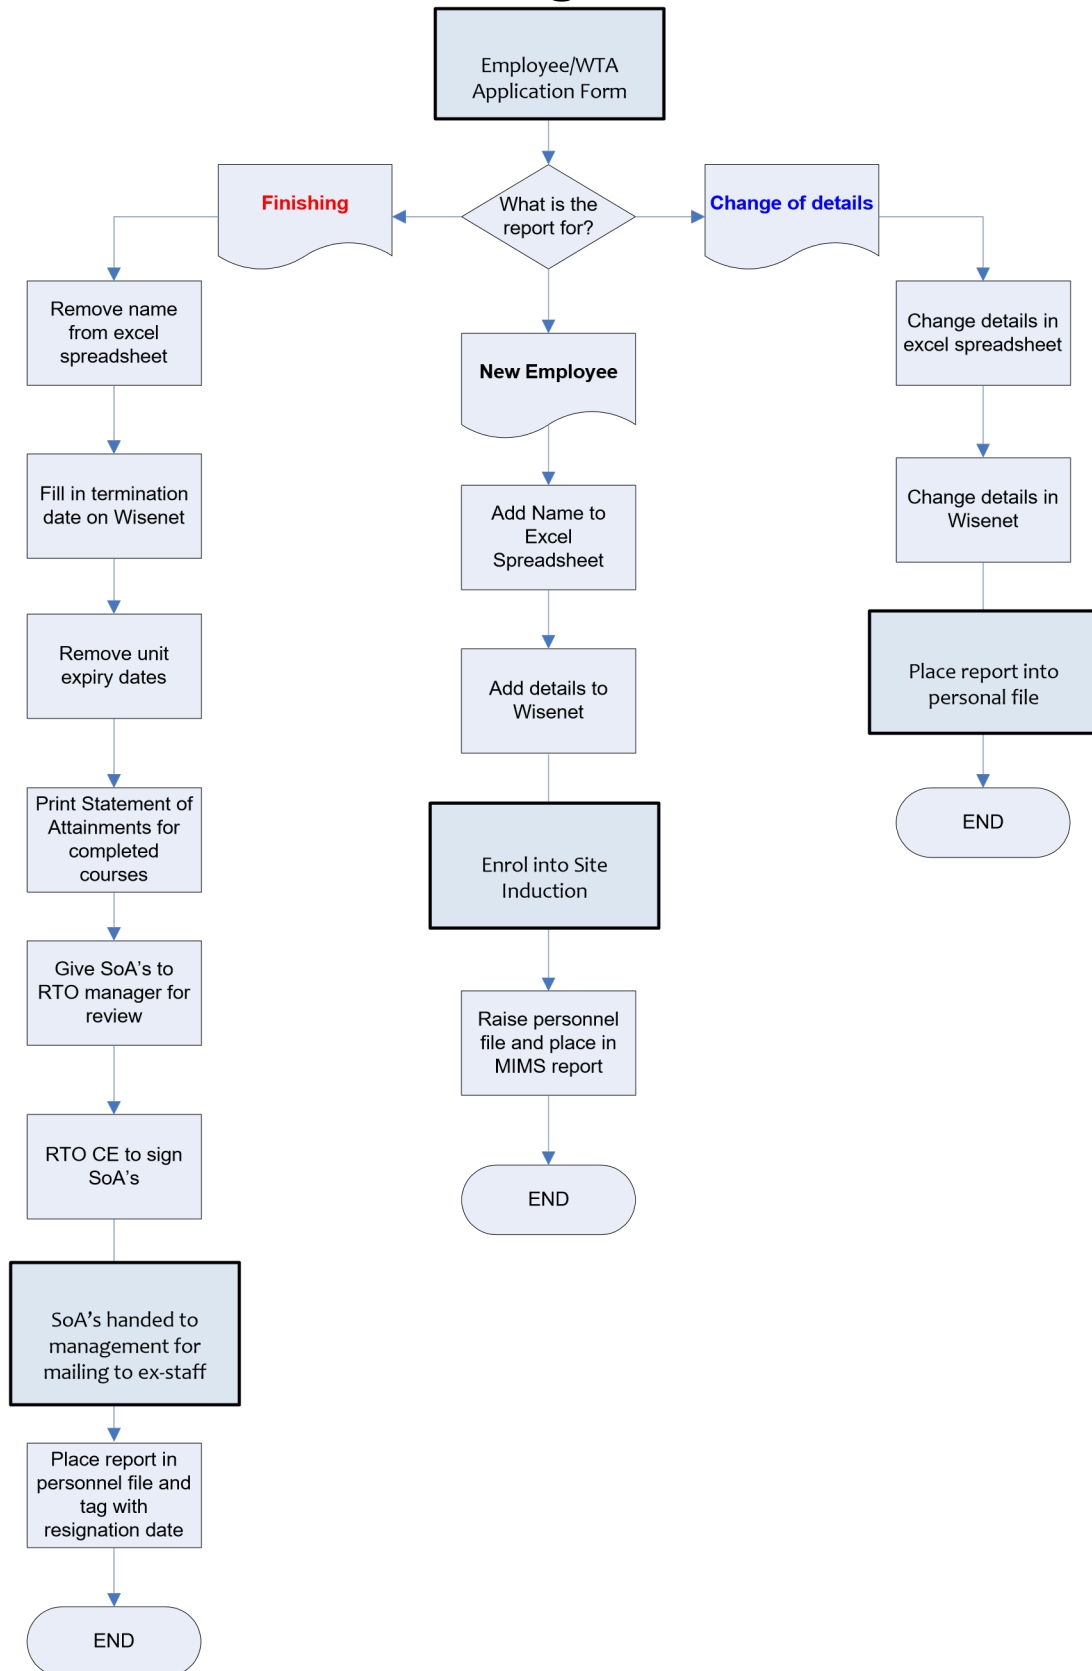 Employee/WTA
Application Form
What is the
report for?
Finishing
Change of details
New Employee
Remove name
from excel
spreadsheet
Fill in termination
date on Wisenet
Remove unit
expiry dates
Print Statement of
Attainments for
completed
courses
Give SoA's to
RTO manager for
review
RTO CE to sign
SoA's
SoA's handed to
management for
mailing to ex-staff
Place report in
personnel file and
tag with
resignation date
END
Add Name to
Excel
Spreadsheet
Add details to
Wisenet
Enrol into Site
Induction
Raise personnel
file and place in
MIMS report
END
Change details in
excel spreadsheet
Change details in
Wisenet
Place report into
personal file
END